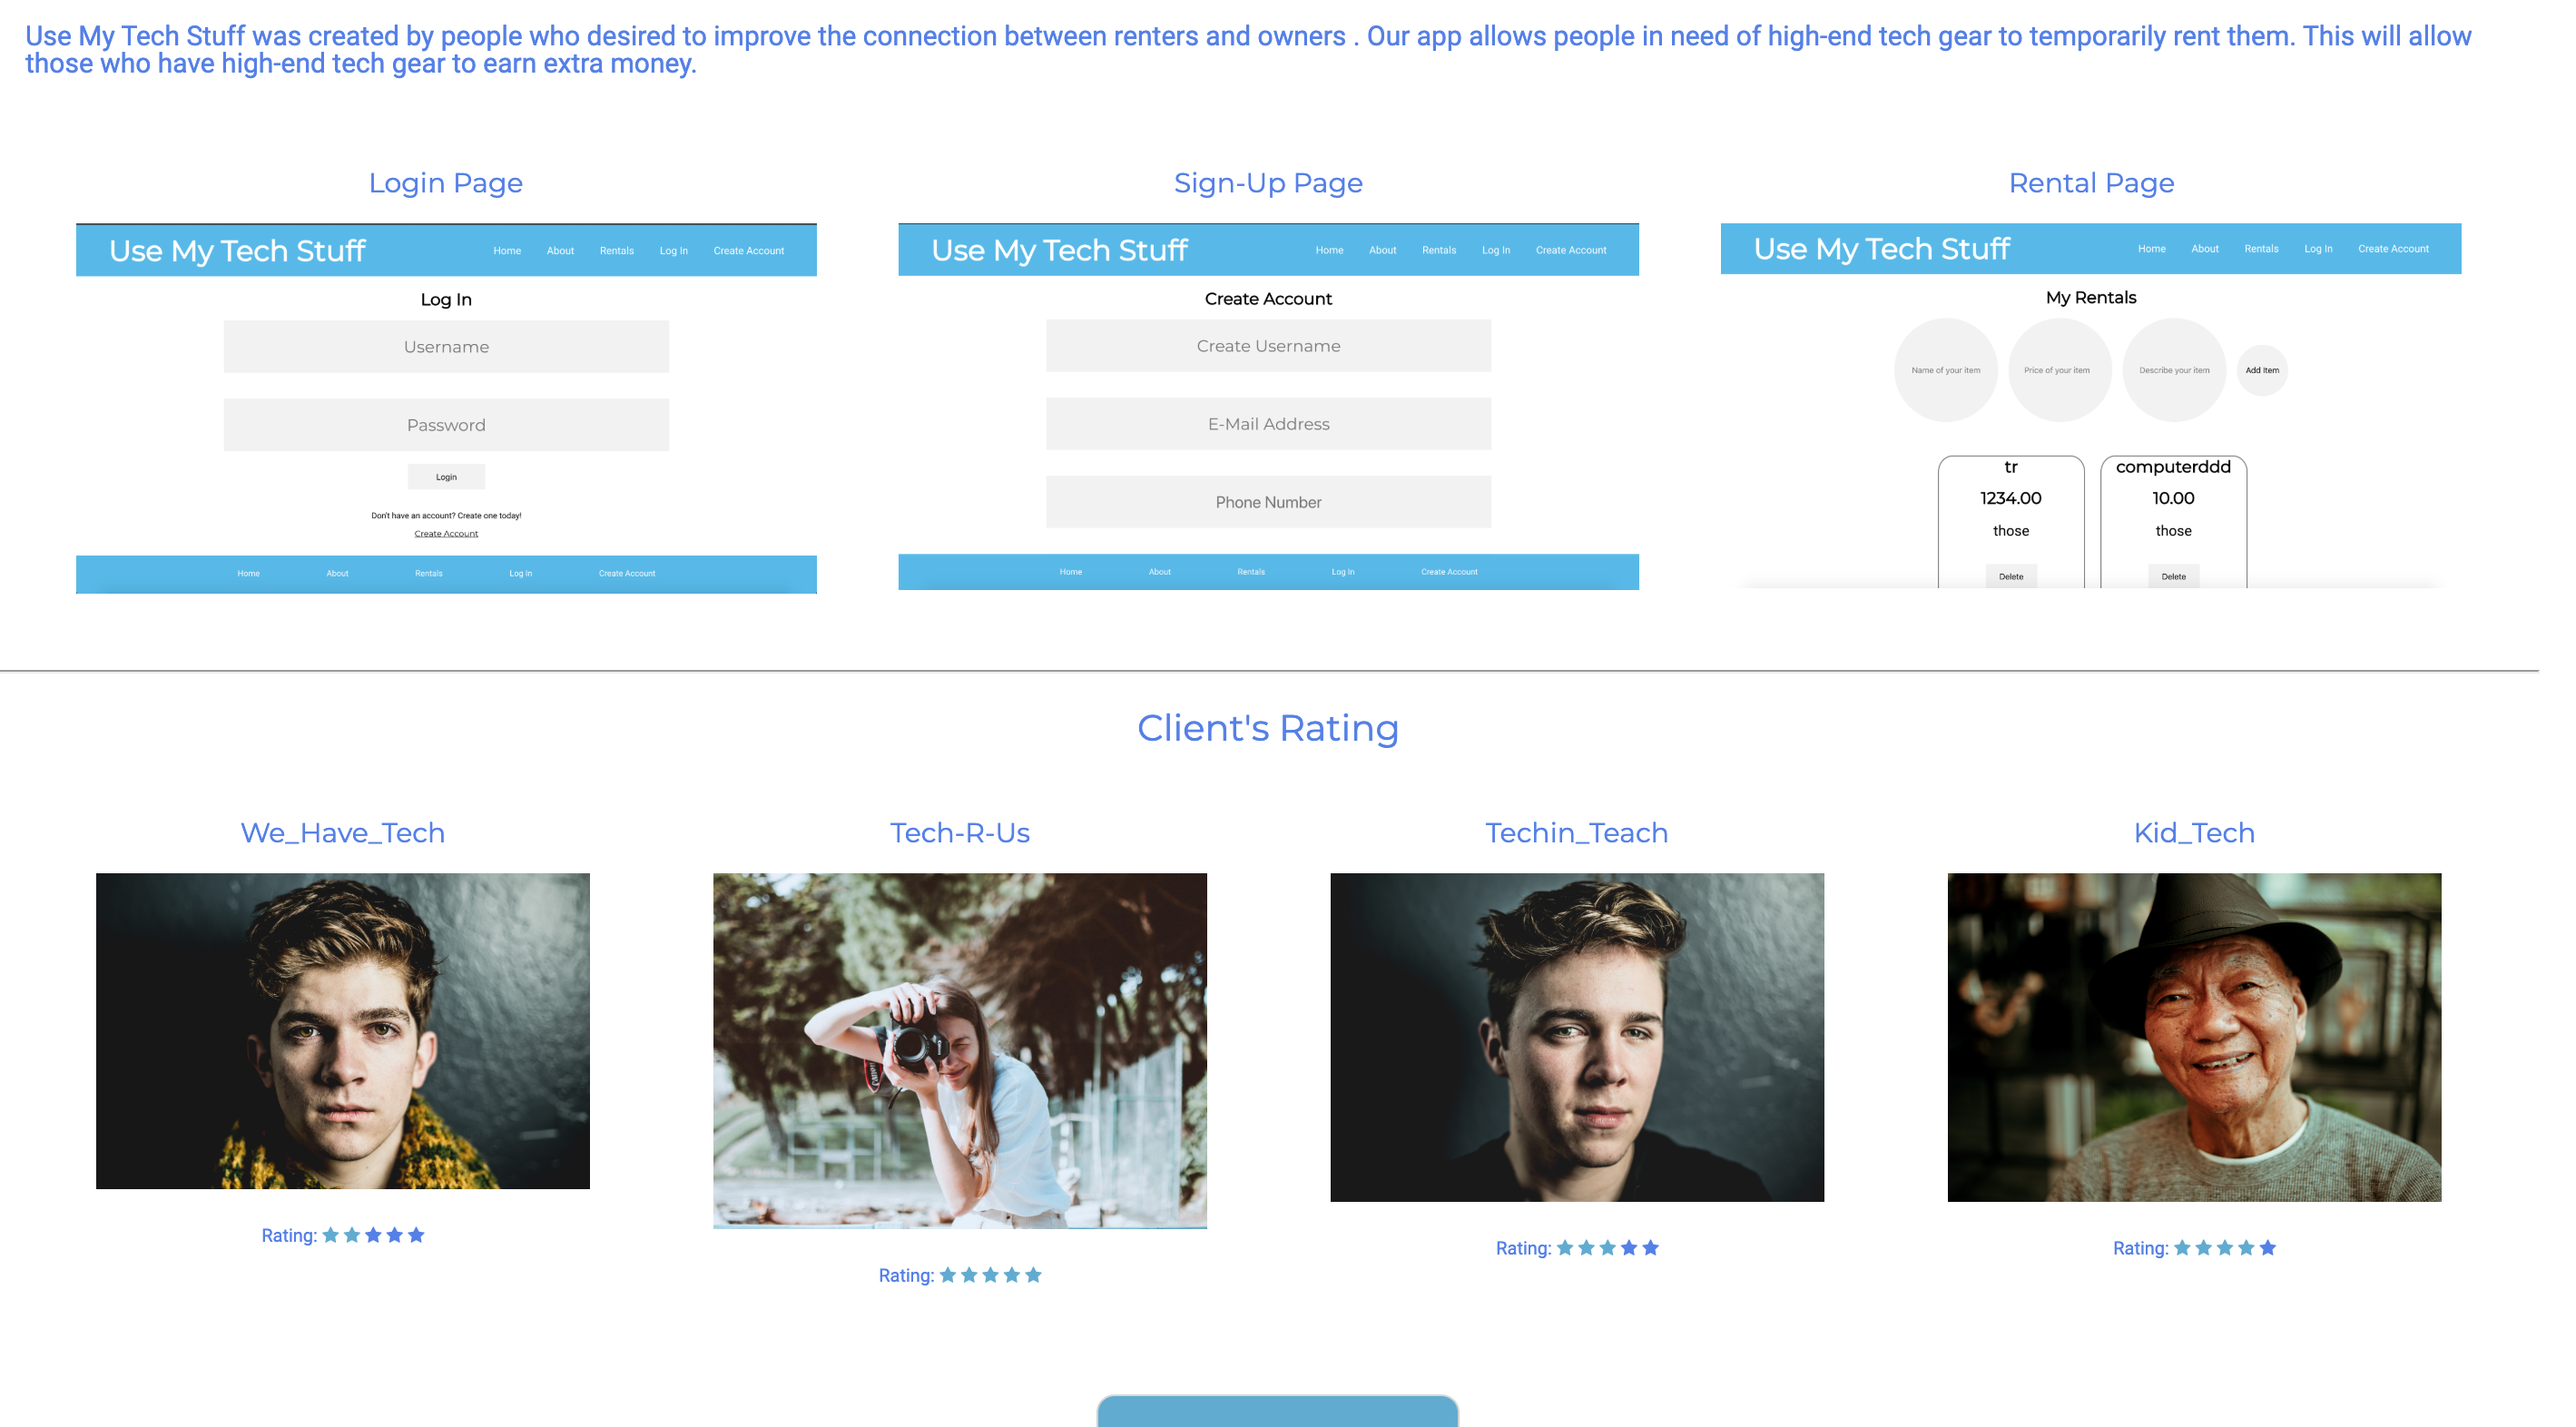 Use My Tech Stuff was created by people who desired to improve the connection between renters and owners . Our app allows people in need of high-end tech gear to temporarily rent them. This will allow
those who have high-end tech gear to earn extra money.
Login Page
Use My Tech Stuff
Home About Rentals Log In Create Account
Log In
Username
Password
Login
Don't have an account? Create one today!
Create Account
Home About Rentals Log In Create Account
Sign-Up Page
Use My Tech Stuff
Home About Rentals Log In Create Account
Create Account
Create Username
E-Mail Address
Phone Number
Home About Rentals Log In Create Account
Rental Page
Use My Tech Stuff
Home About Rentals Log In Create Account
My Rentals
Name of your item
Price of your item
Describe your item
Add Item
tr
1234.00
those
Delete
computerddd
10.00
those
Delete
Client's Rating
We_Have_Tech
Rating:
Tech-R-Us
Canon
Rating:
Techin_Teach
Rating:
Kid_Tech
Rating: